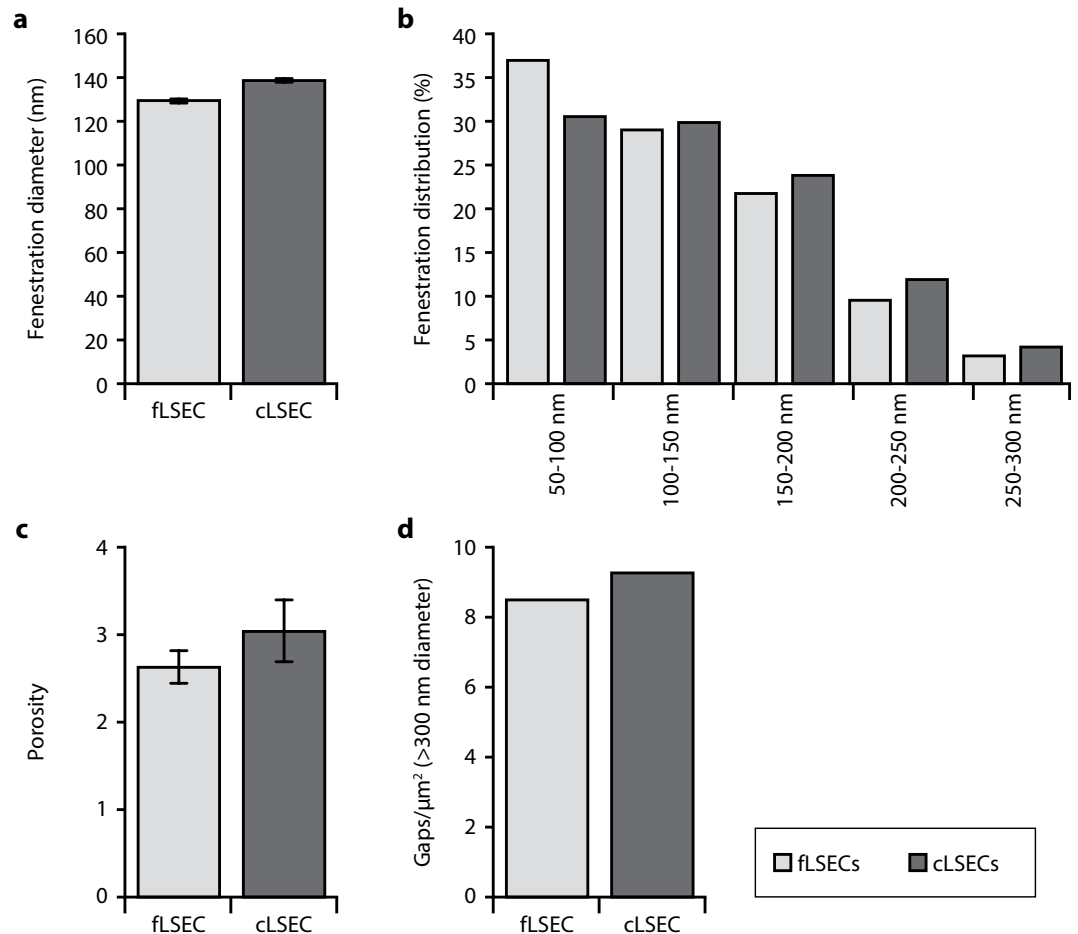 a
Fenestration diameter (nm)
160
140
120
100
80
60
40
20
0
fLSEC cLSEC
b
Fenestration distribution (%)
40
35
30
25
20
15
10
5
0
50-100 nm
100-150 nm
150-200 nm
200-250 nm
250-300 nm
c
Porosity
4
3
2
1
0
fLSEC cLSEC
d
Gaps/µm² (>300 nm diameter)
10
8
6
4
2
0
fLSEC cLSEC
fLSECs cLSECs